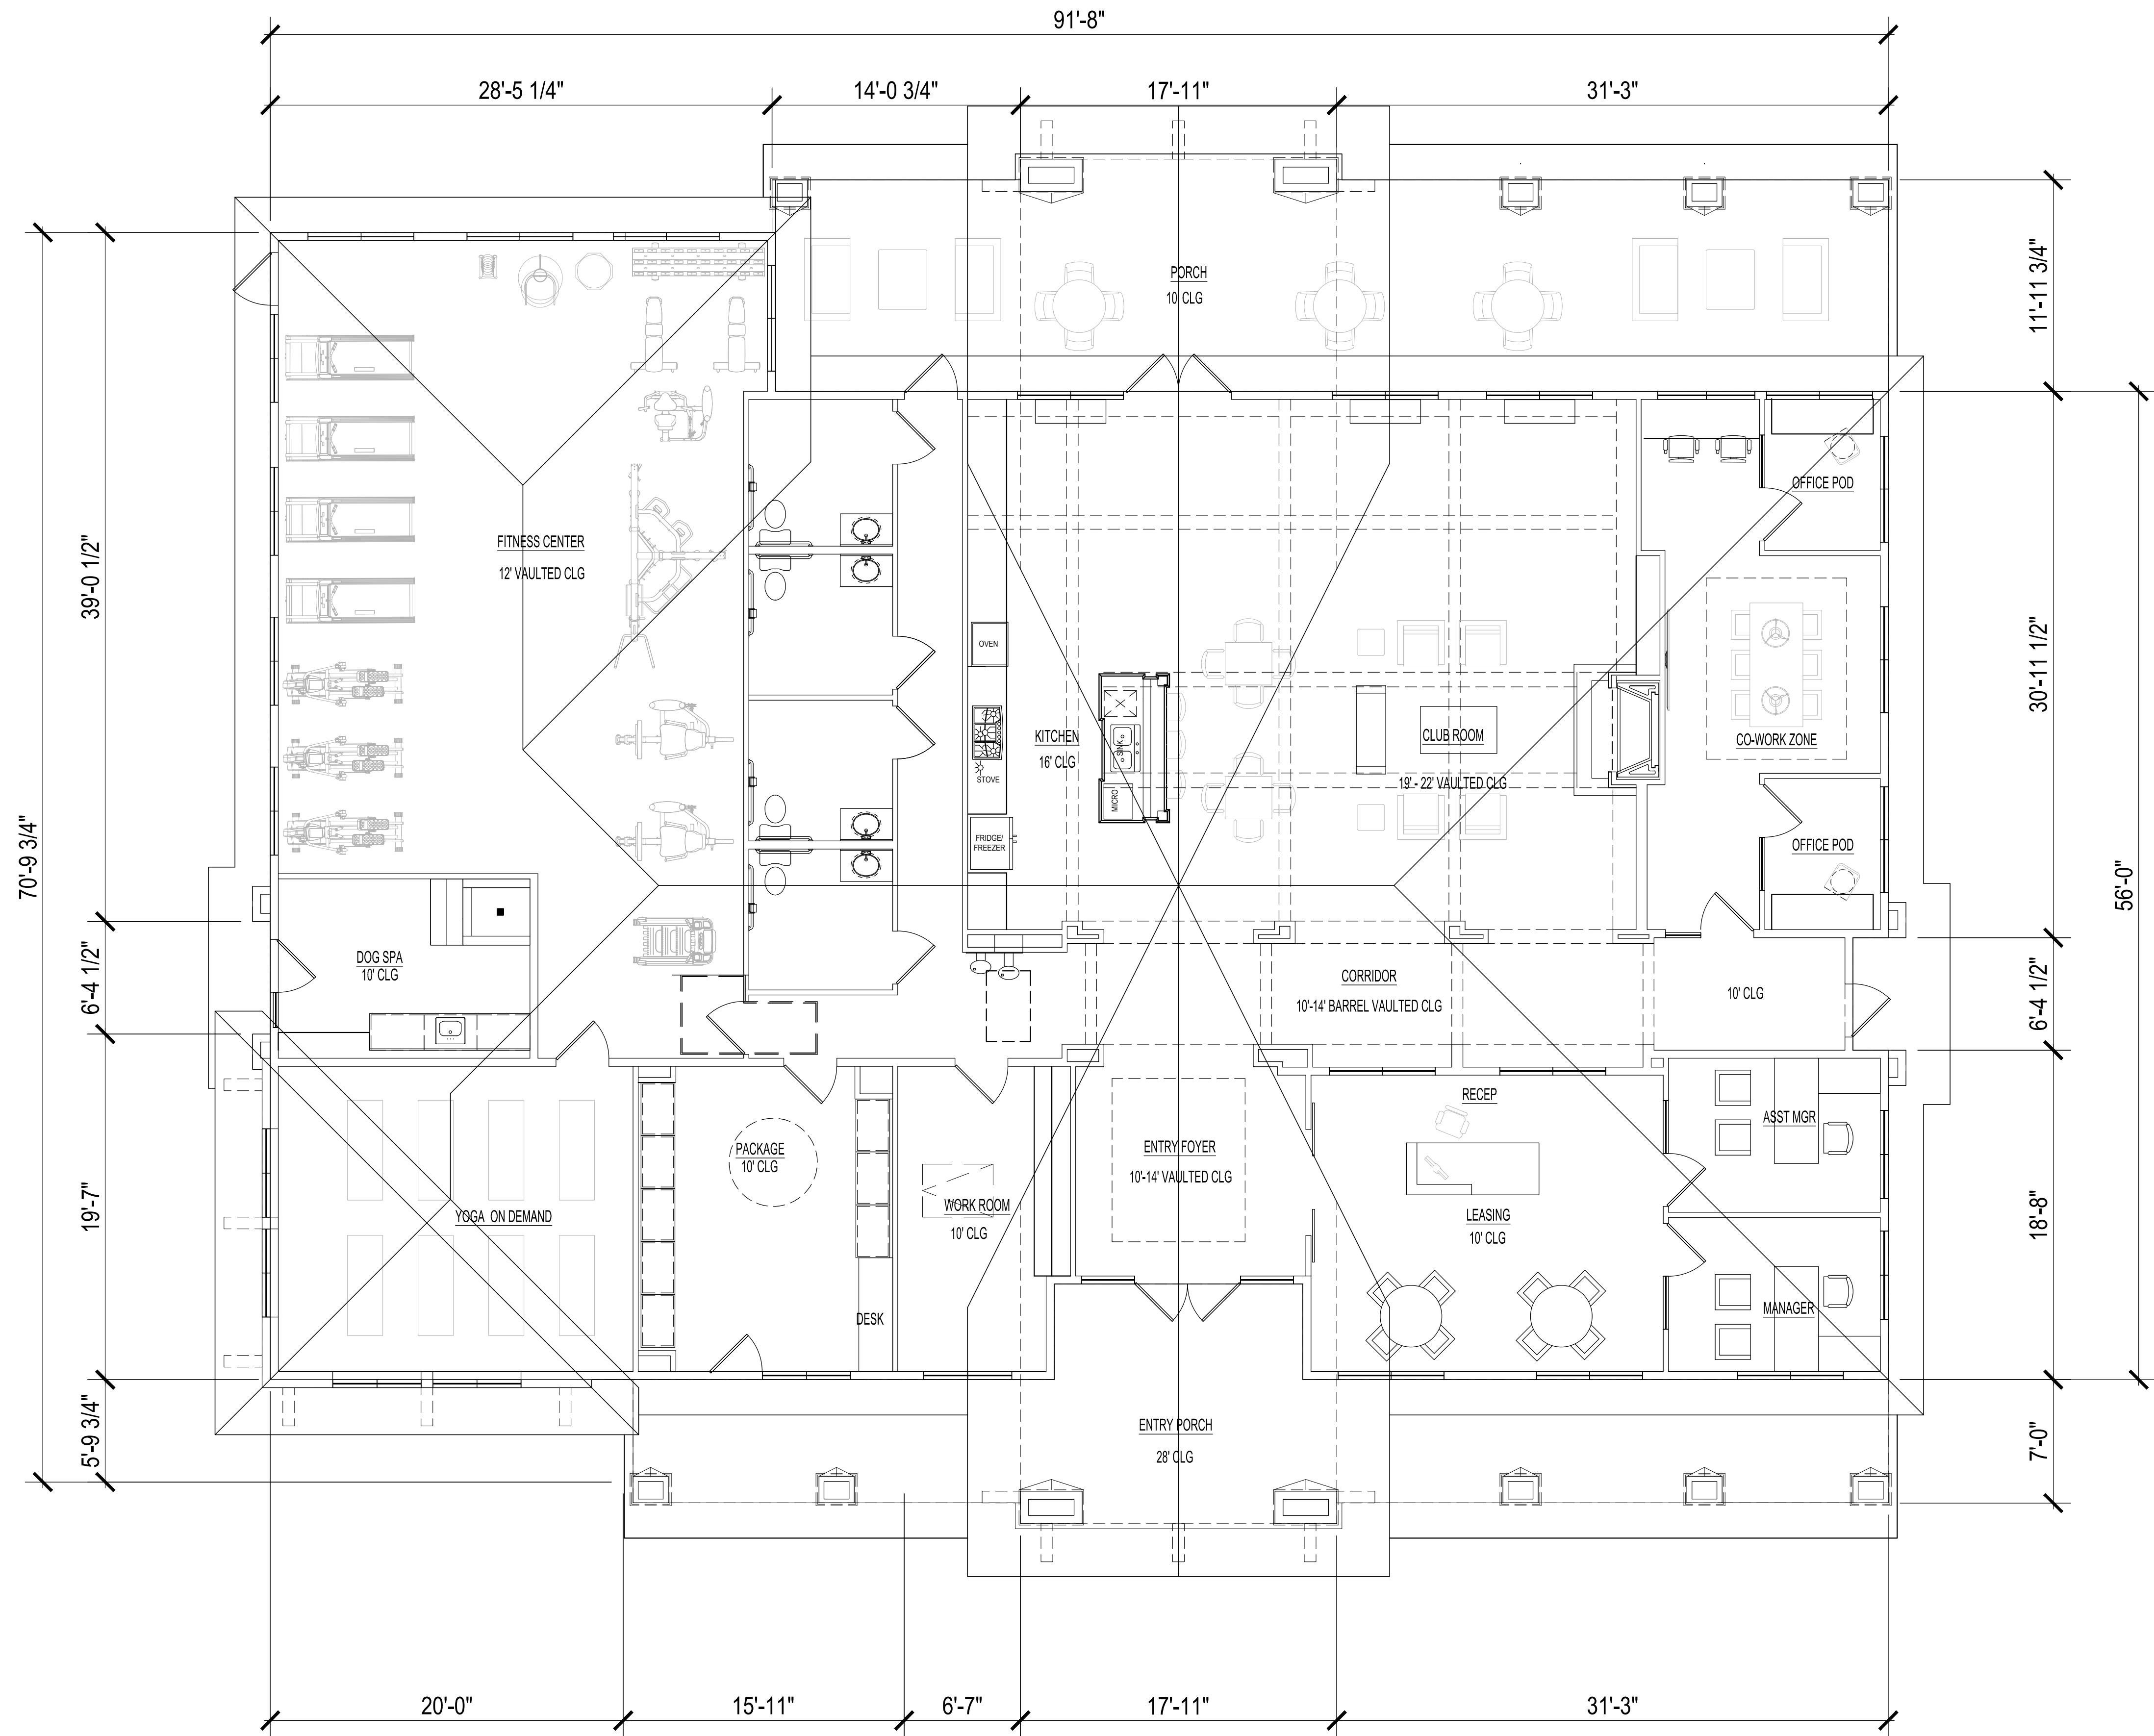 91'-8"
28'-5 1/4"
14'-0 3/4"
17'-11"
31'-3"
PORCH
10' CLG
11'-11 3/4"
39'-0 1/2"
FITNESS CENTER
12' VAULTED CLG
OFFICE POD
OVEN
KITCHEN
16' CLG
STOVE
SINK
MICRO
FRIDGE/
FREEZER
CLUB ROOM
19' - 22' VAULTED CLG
CO-WORK ZONE
30'-11 1/2"
OFFICE POD
70'-9 3/4"
56'-0"
DOG SPA
10' CLG
6'-4 1/2"
CORRIDOR
10'-14' BARREL VAULTED CLG
10' CLG
6'-4 1/2"
RECEP
ASST MGR
PACKAGE
10' CLG
ENTRY FOYER
10'-14' VAULTED CLG
19'-7"
YOGA  ON DEMAND
WORK ROOM
10' CLG
LEASING
10' CLG
18'-8"
DESK
MANAGER
5'-9 3/4"
ENTRY PORCH
28' CLG
7'-0"
20'-0"
15'-11"
6'-7"
17'-11"
31'-3"